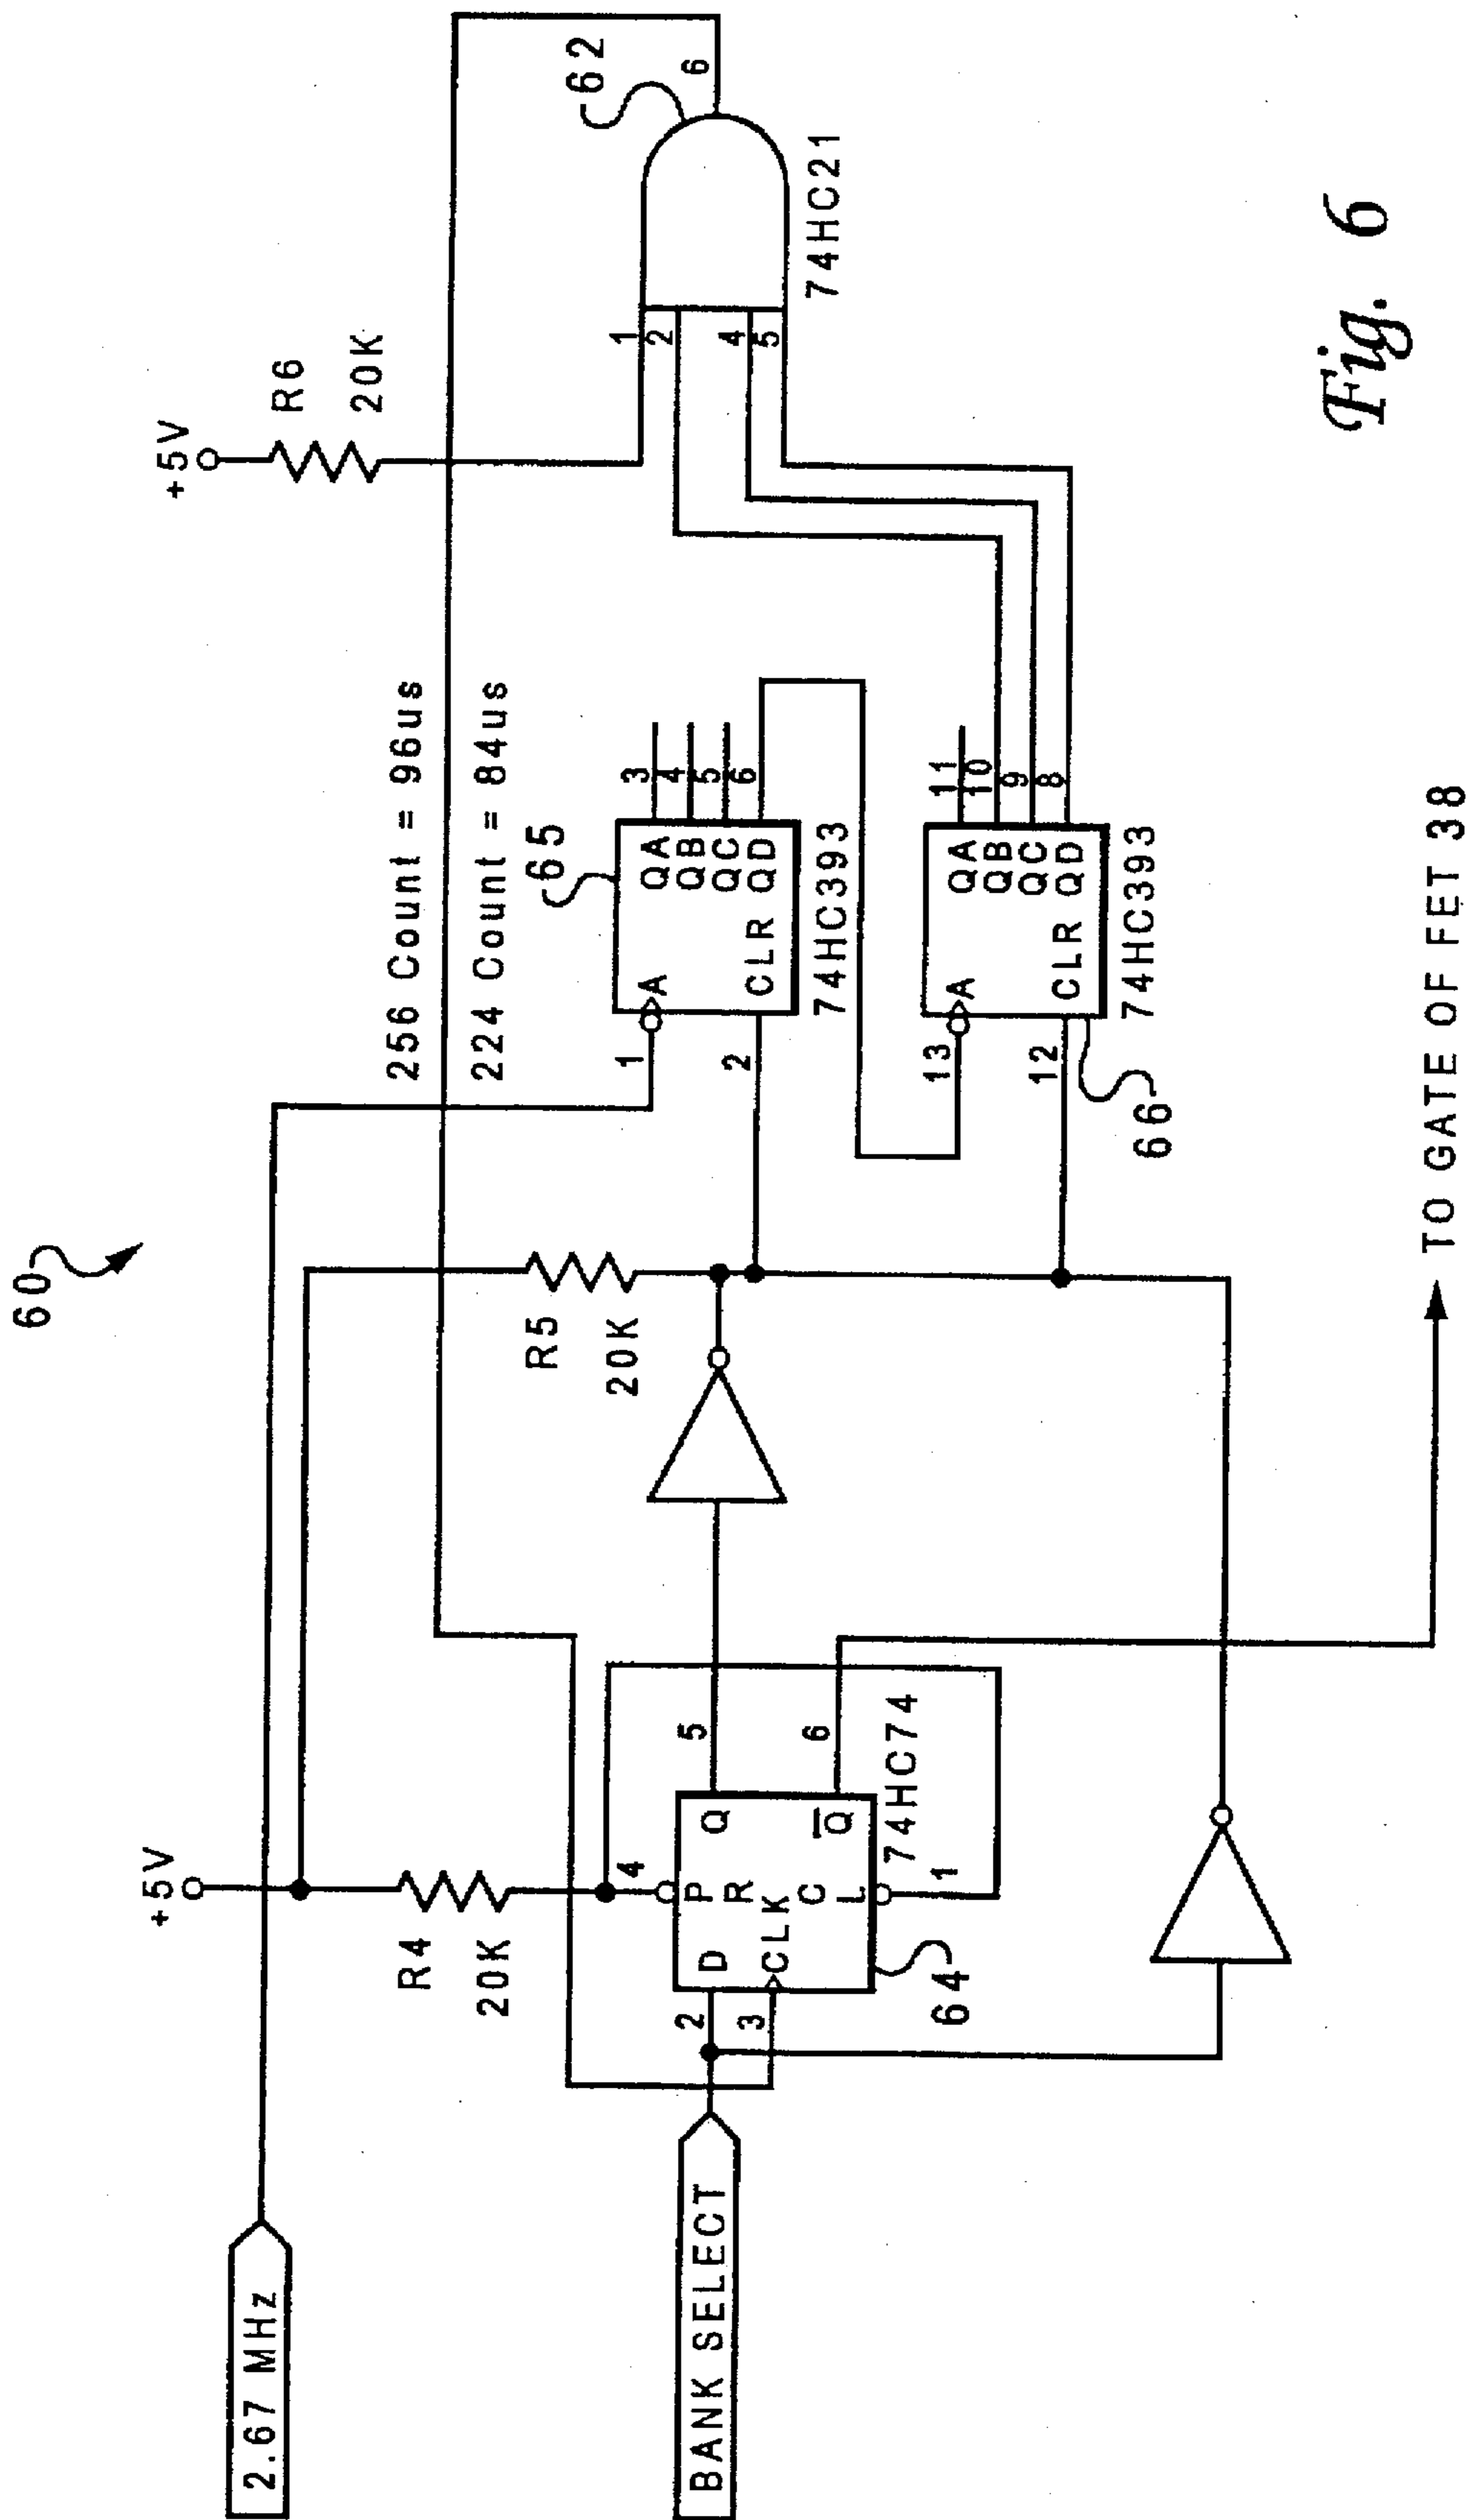 60
2.67 MHz
+5V
R4
20K
BANK SELECT
2
3
D
CLK
PR
CL
Q
Q̅
4
1
5
6
74HC74
64
R5
20K
256 Count = 96us
224 Count = 84us
65
1
2
A
CLR
QA
QB
QC
QD
3
4
5
6
74HC393
13
12
A
CLR
QA
QB
QC
QD
11
10
9
8
74HC393
66
+5V
R6
20K
1
2
4
5
6
62
74HC21
TO GATE OF FET 38
Fig. 6